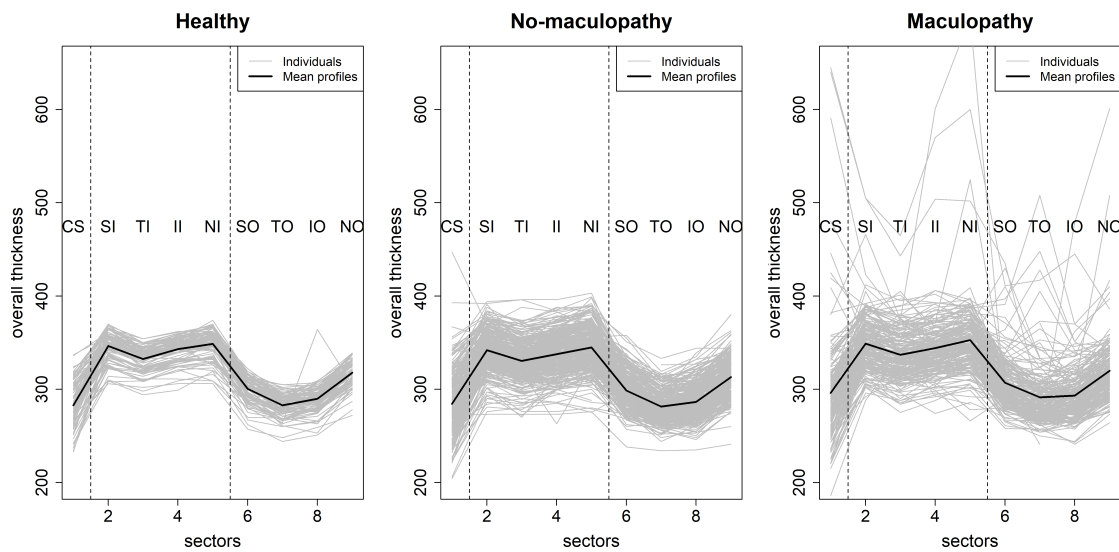 Healthy
Individuals
Mean profiles
overall thickness
600
500
400
300
200
CS SI TI II NI SO TO IO NO
2 4 6 8
sectors
No-maculopathy
Individuals
Mean profiles
overall thickness
600
500
400
300
200
CS SI TI II NI SO TO IO NO
2 4 6 8
sectors
Maculopathy
Individuals
Mean profiles
overall thickness
600
500
400
300
200
CS SI TI II NI SO TO IO NO
2 4 6 8
sectors